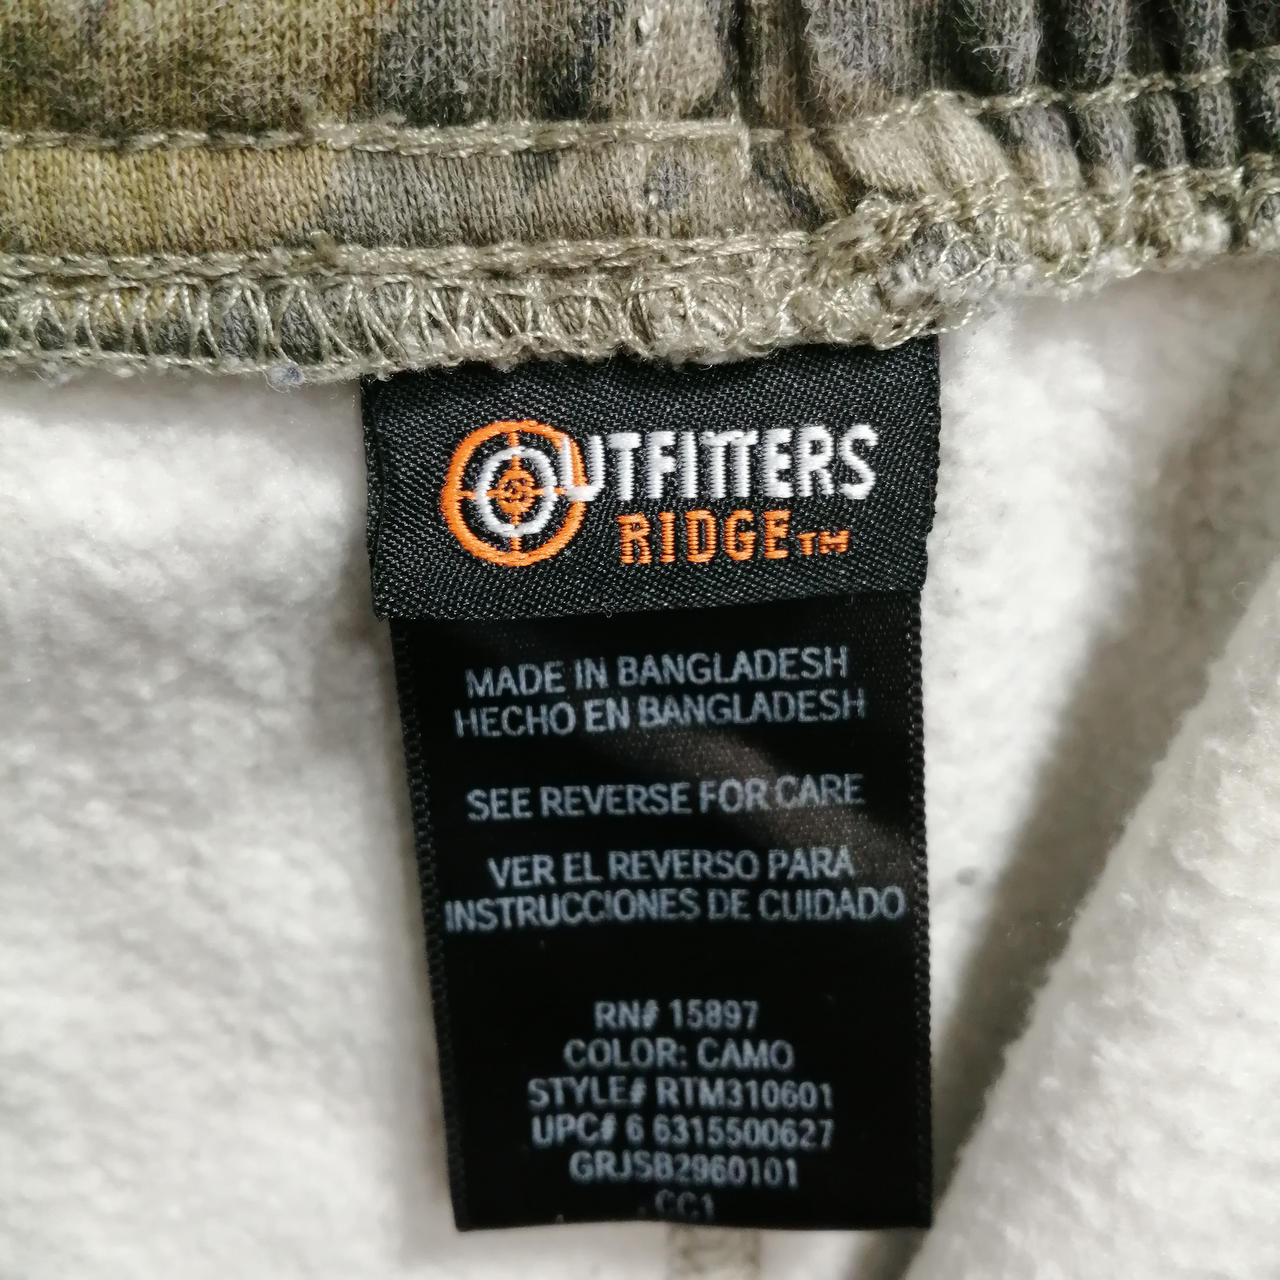 OUTFITTERS
RIDGE™
MADE IN BANGLADESH
HECHO EN BANGLADESH
SEE REVERSE FOR CARE
VER EL REVERSO PARA
INSTRUCCIONES DE CUIDADO
RN# 15897
COLOR: CAMO
STYLE# RTM310601
UPC# 6 6315500627
GRJSB2960101
CC1